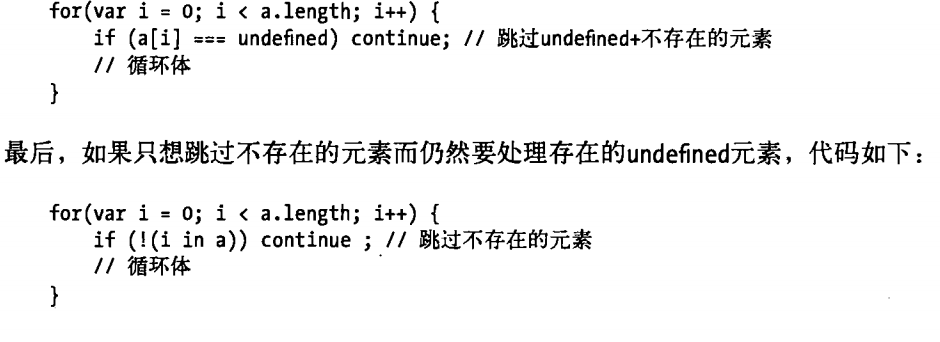 for(var i = 0; i < a.length; i++) {
    if (a[i] === undefined) continue; // 跳过undefined+不存在的元素
    // 循环体
}
最后，如果只想跳过不存在的元素而仍然要处理存在的undefined元素，代码如下：
for(var i = 0; i < a.length; i++) {
    if (!(i in a)) continue ; // 跳过不存在的元素
    // 循环体
}